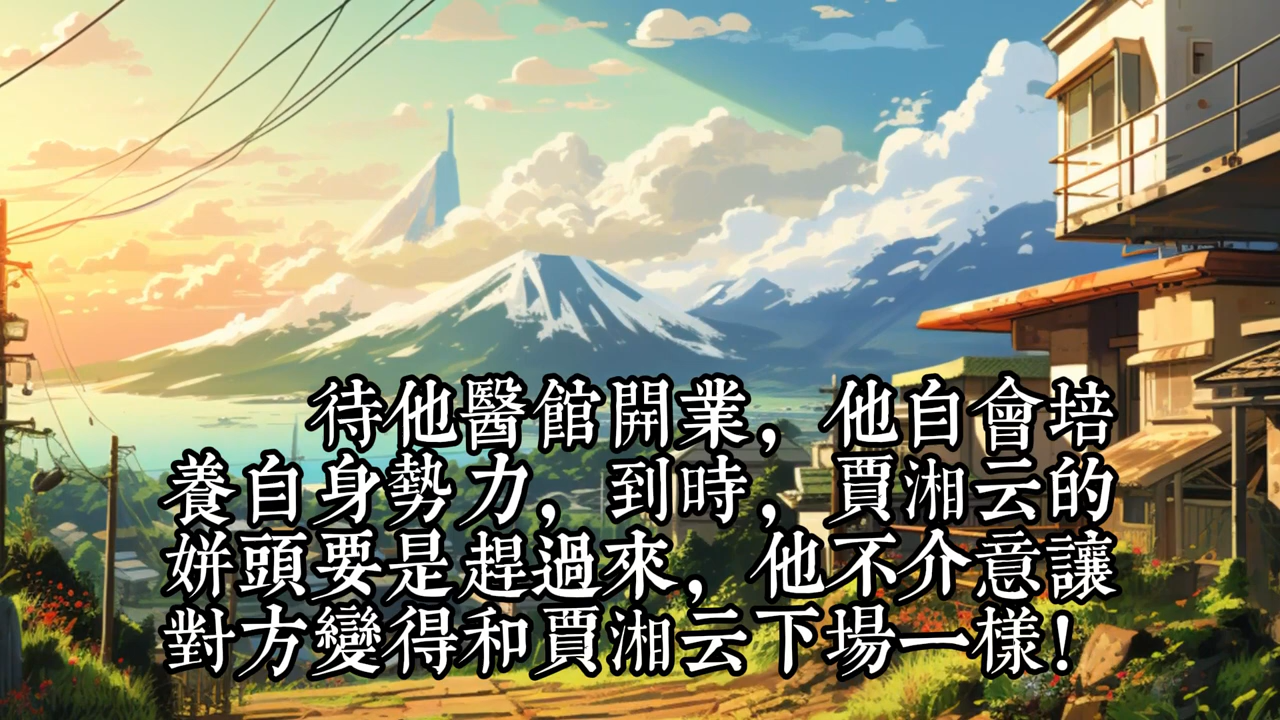 待他醫館開業，他自會培
養自身勢力，到時，賈湘云的
姘頭要是趕過來，他不介意讓
對方變得和賈湘云下場一樣！